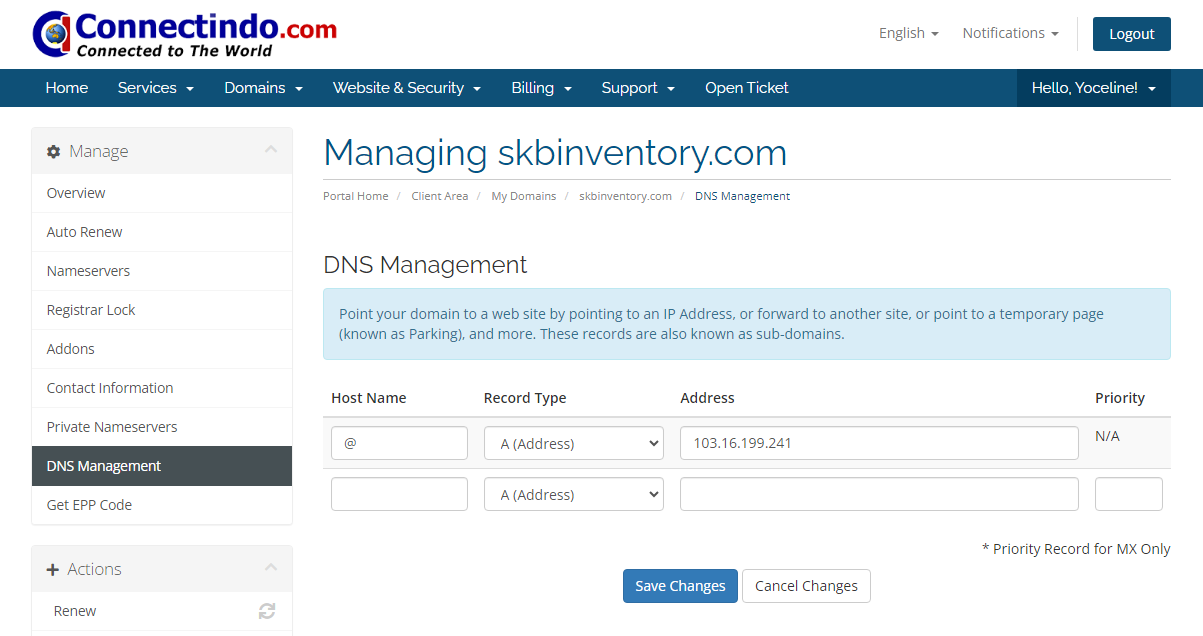 Connectindo.com
Connected to The World
English
Notifications
Logout
Home Services Domains Website & Security Billing Support Open Ticket Hello, Yoceline!
Manage
Overview
Auto Renew
Nameservers
Registrar Lock
Addons
Contact Information
Private Nameservers
DNS Management
Get EPP Code
Actions
Renew
Managing skbinventory.com
Portal Home / Client Area / My Domains / skbinventory.com / DNS Management
DNS Management
Point your domain to a web site by pointing to an IP Address, or forward to another site, or point to a temporary page
(known as Parking), and more. These records are also known as sub-domains.
Host Name Record Type Address Priority
@ A (Address) 103.16.199.241 N/A
A (Address)
* Priority Record for MX Only
Save Changes Cancel Changes